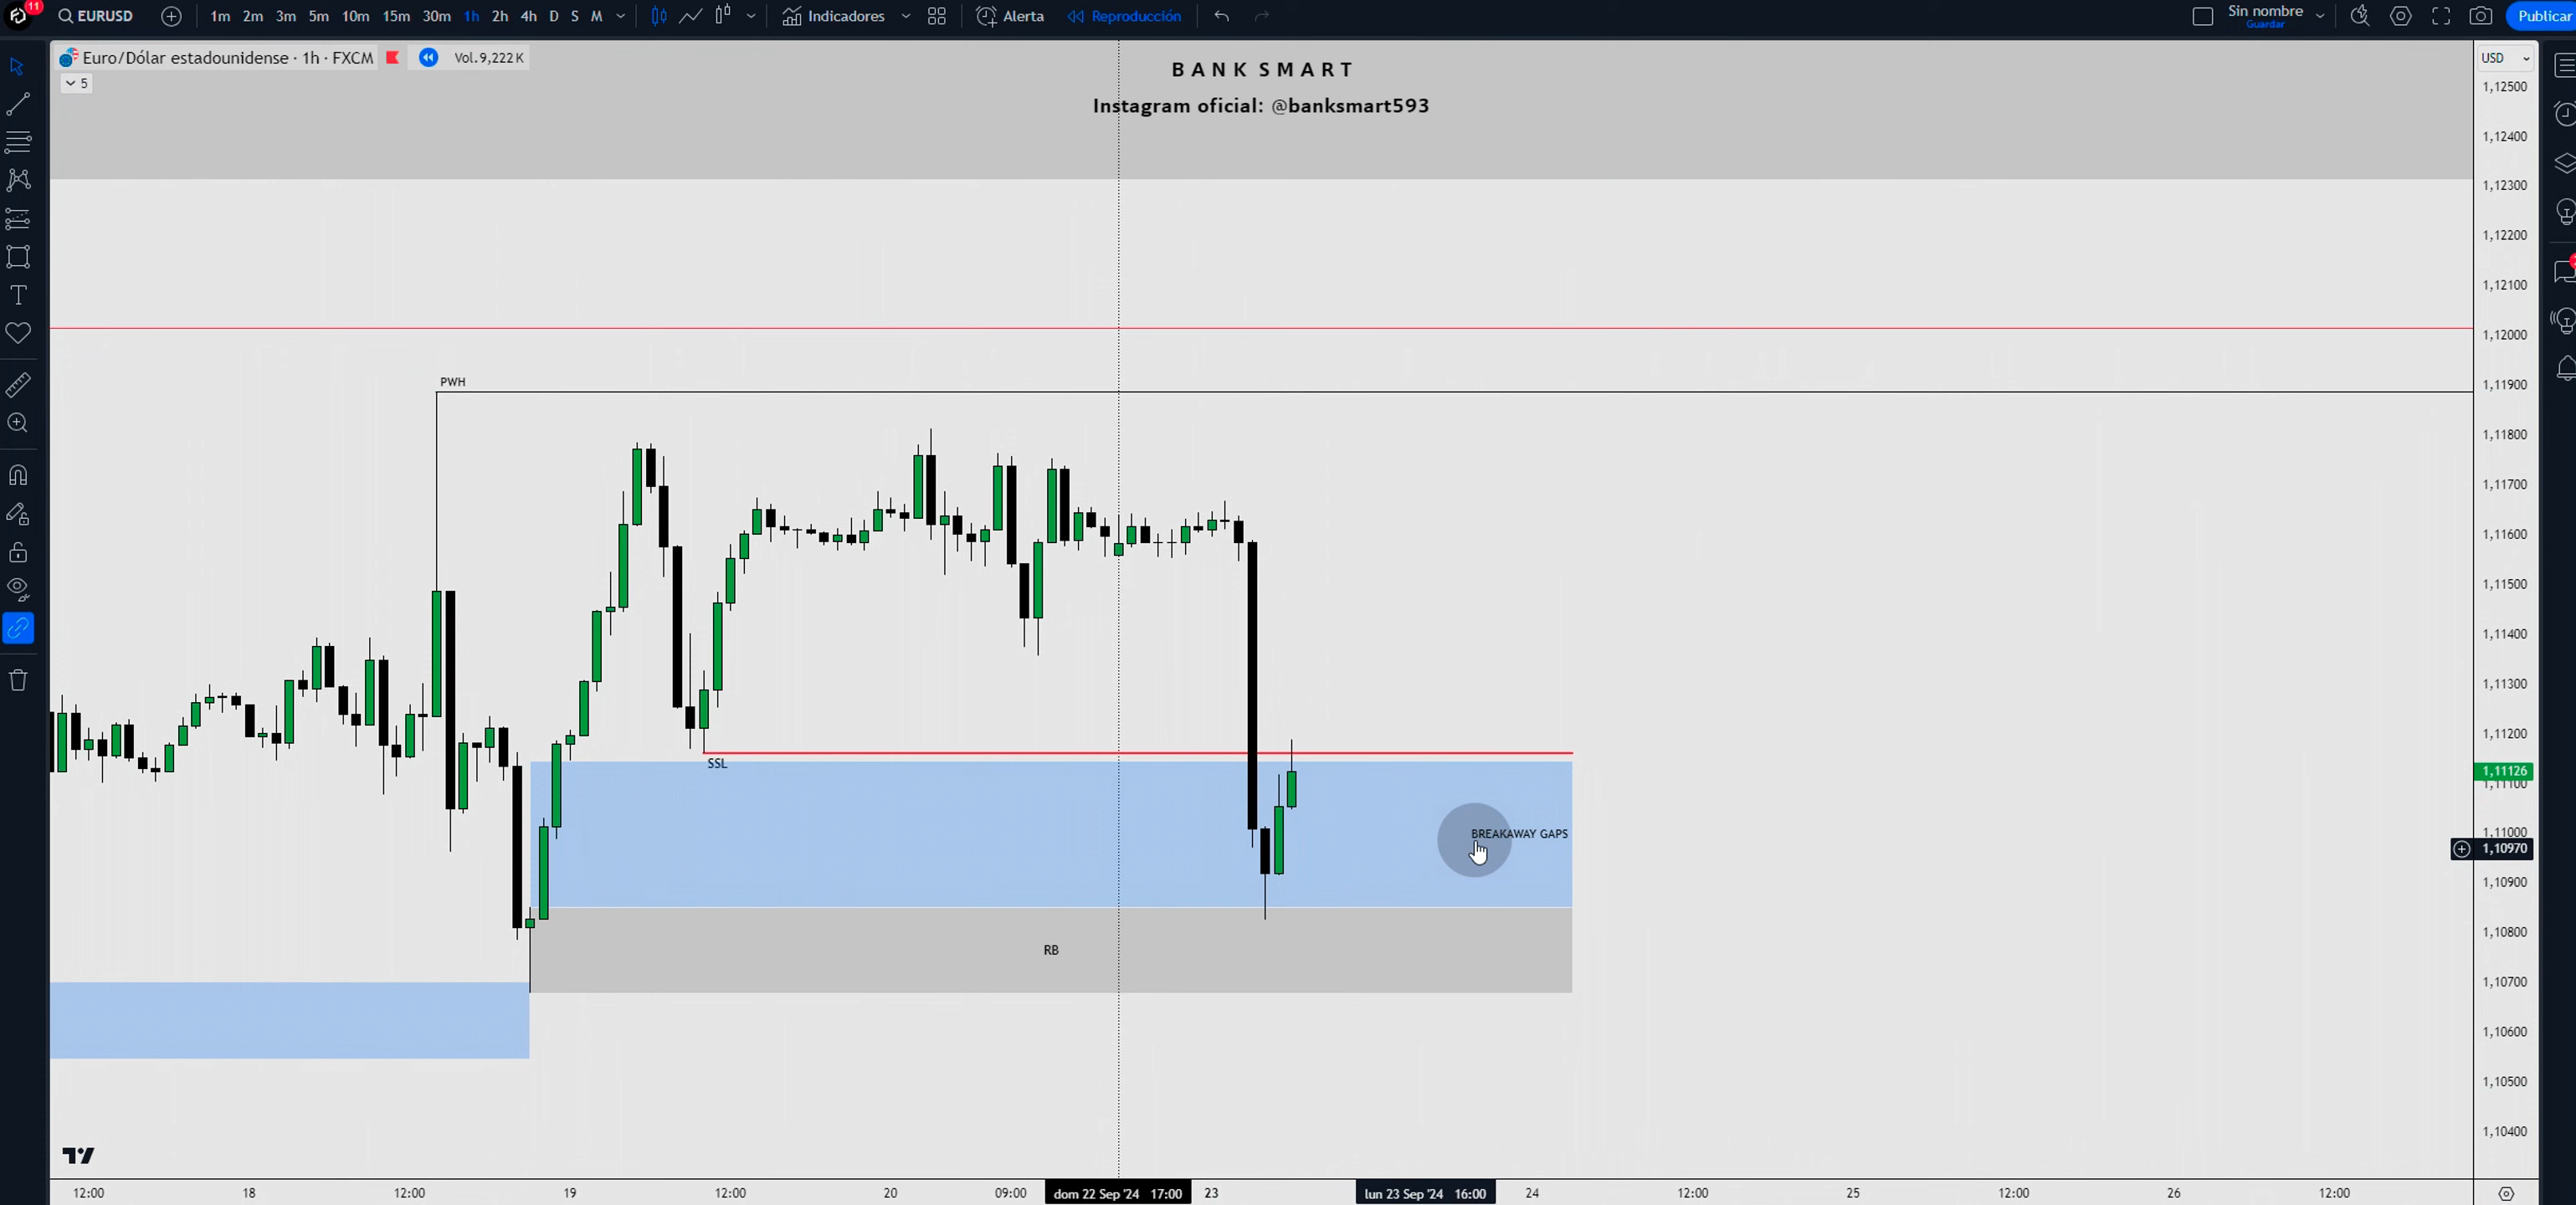 11
EURUSD 1m 2m 3m 5m 10m 15m 30m 1h 2h 4h D S M Indicadores Alerta Reproducción Sin nombre Guardar Publicar
Euro/Dólar estadounidense · 1h · FXCM Vol. 9,222 K
5
BANK SMART
Instagram oficial: @banksmart593
USD
1,12500
1,12400
1,12300
1,12200
1,12100
1,12000
PWH
1,11900
1,11800
1,11700
1,11600
1,11500
1,11400
1,11300
1,11200
SSL
1,11126
1,11100
BREAKAWAY GAPS
1,11000
1,10970
1,10900
1,10800
RB
1,10700
1,10600
1,10500
1,10400
12:00 18 12:00 19 12:00 20 09:00 dom 22 Sep '24 17:00 23 lun 23 Sep '24 16:00 24 12:00 25 12:00 26 12:00